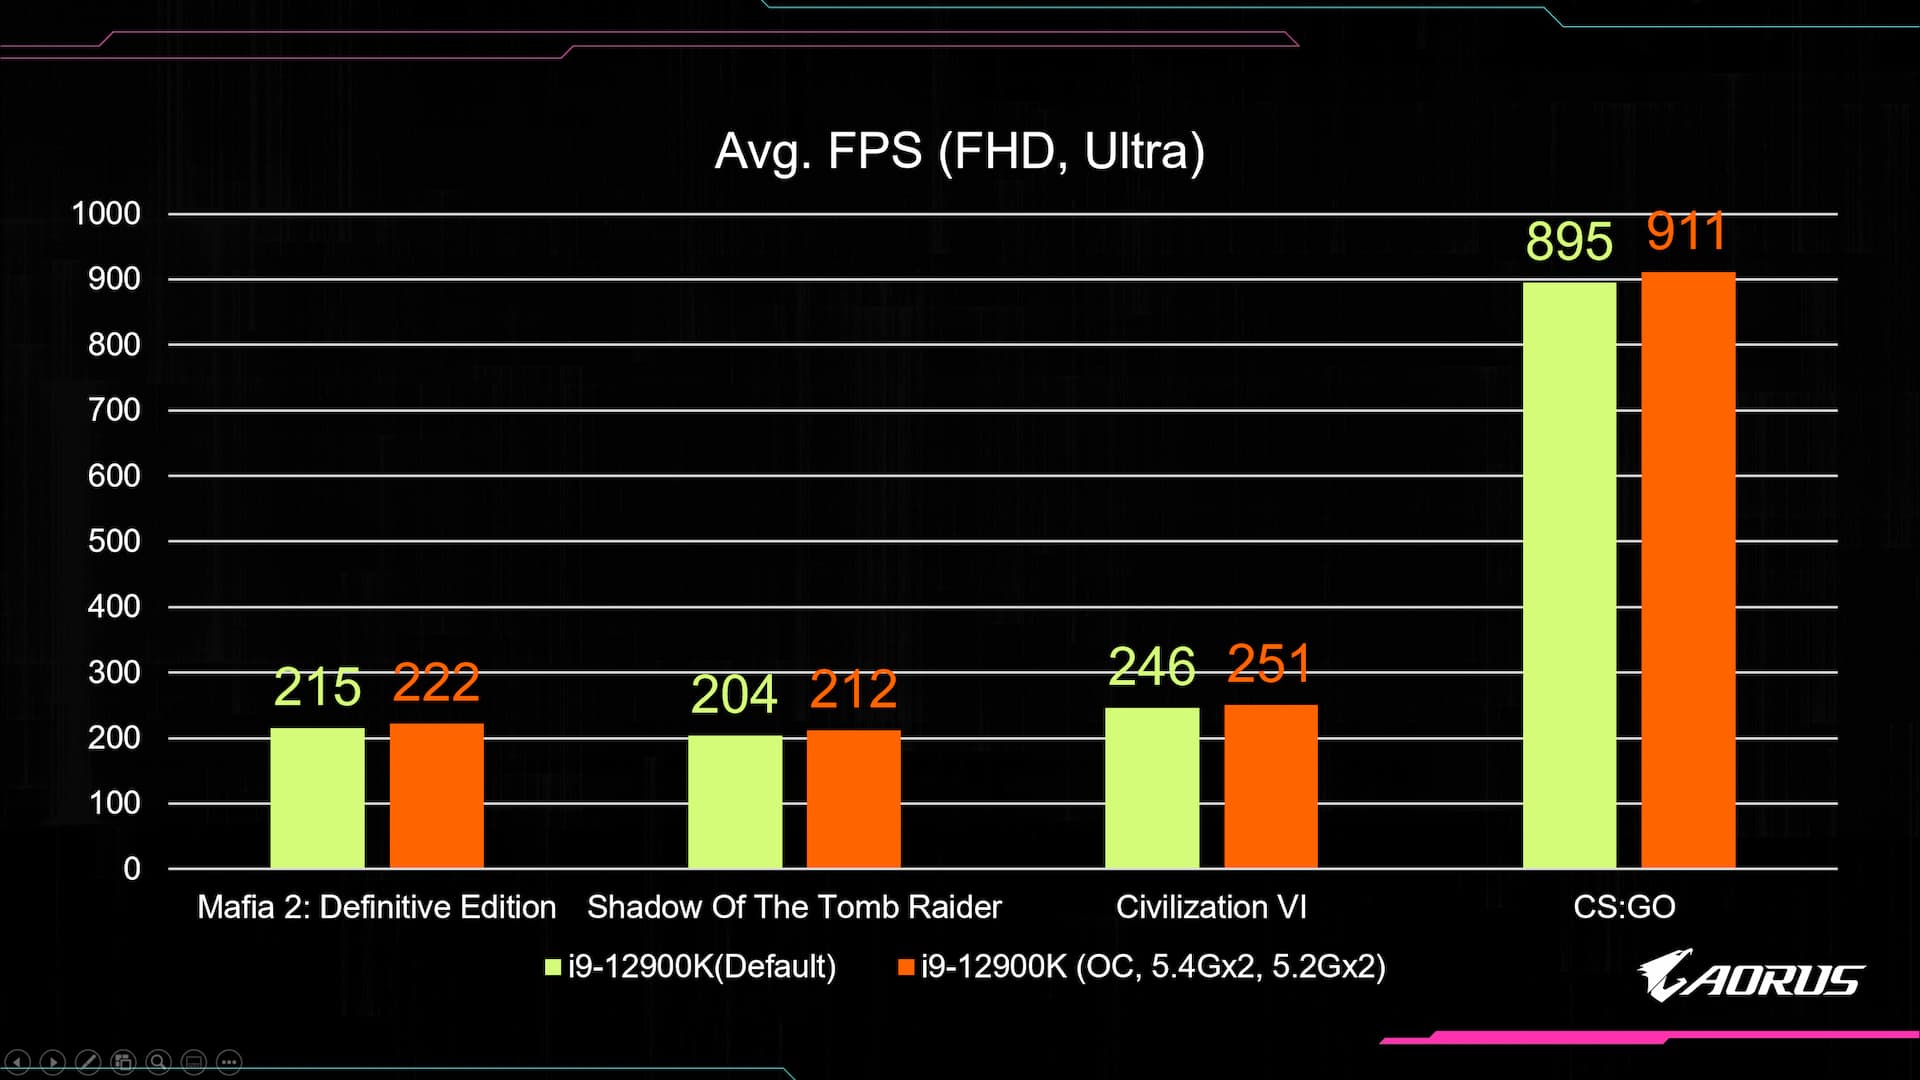 Avg. FPS (FHD, Ultra)
1000
900
800
700
600
500
400
300
200
100
0
215
222
204
212
246
251
895
911
Mafia 2: Definitive Edition
Shadow Of The Tomb Raider
Civilization VI
CS:GO
i9-12900K(Default)
i9-12900K (OC, 5.4Gx2, 5.2Gx2)
AORUS